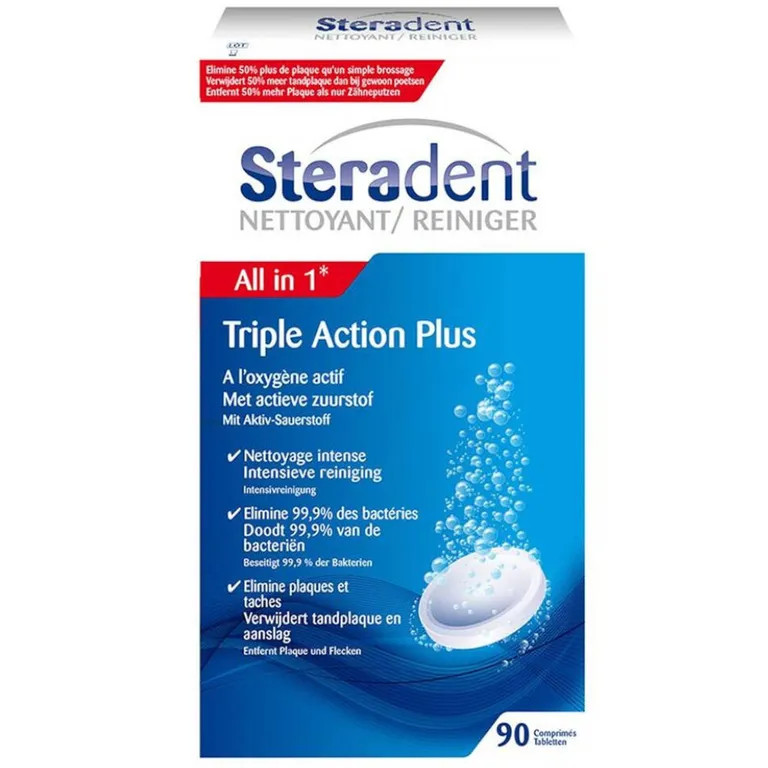 Steradent
NETTOYANT/ REINIGER
LOT:
Elimine 50% plus de plaque qu'un simple brossage
Verwijdert 50% meer tandplaque dan bij gewoon poetsen
Entfernt 50% mehr Plaque als nur Zähneputzen
Steradent
NETTOYANT/ REINIGER
All in 1*
Triple Action Plus
A l'oxygène actif
Met actieve zuurstof
Mit Aktiv-Sauerstoff
✔ Nettoyage intense
Intensieve reiniging
Intensivreinigung
✔ Elimine 99,9% des bactéries
Doodt 99,9% van de
bacteriën
Beseitigt 99,9 % der Bakterien
✔ Elimine plaques et
taches
Verwijdert tandplaque en
aanslag
Entfernt Plaque und Flecken
90 Comprimés
Tabletten